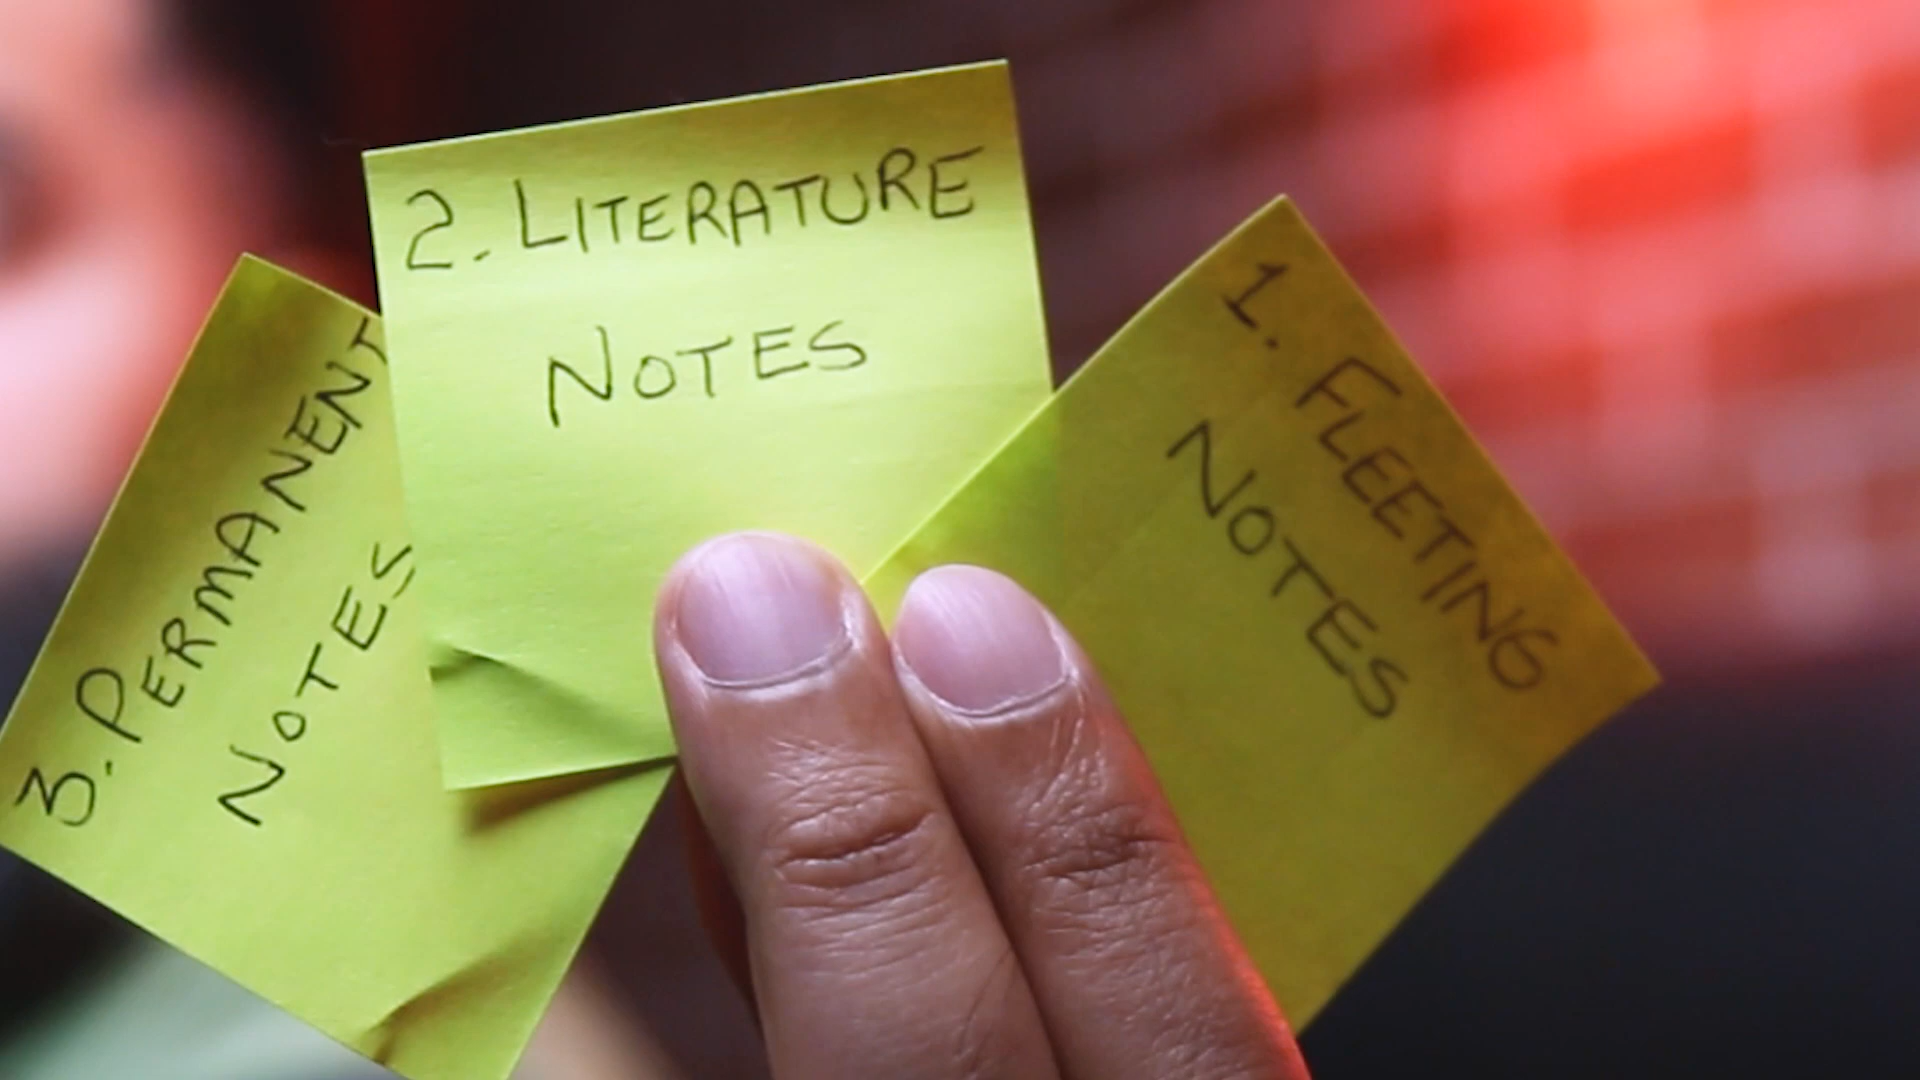 3. PERMANENT
NOTES
2. LITERATURE
NOTES
1. FLEETING
NOTES